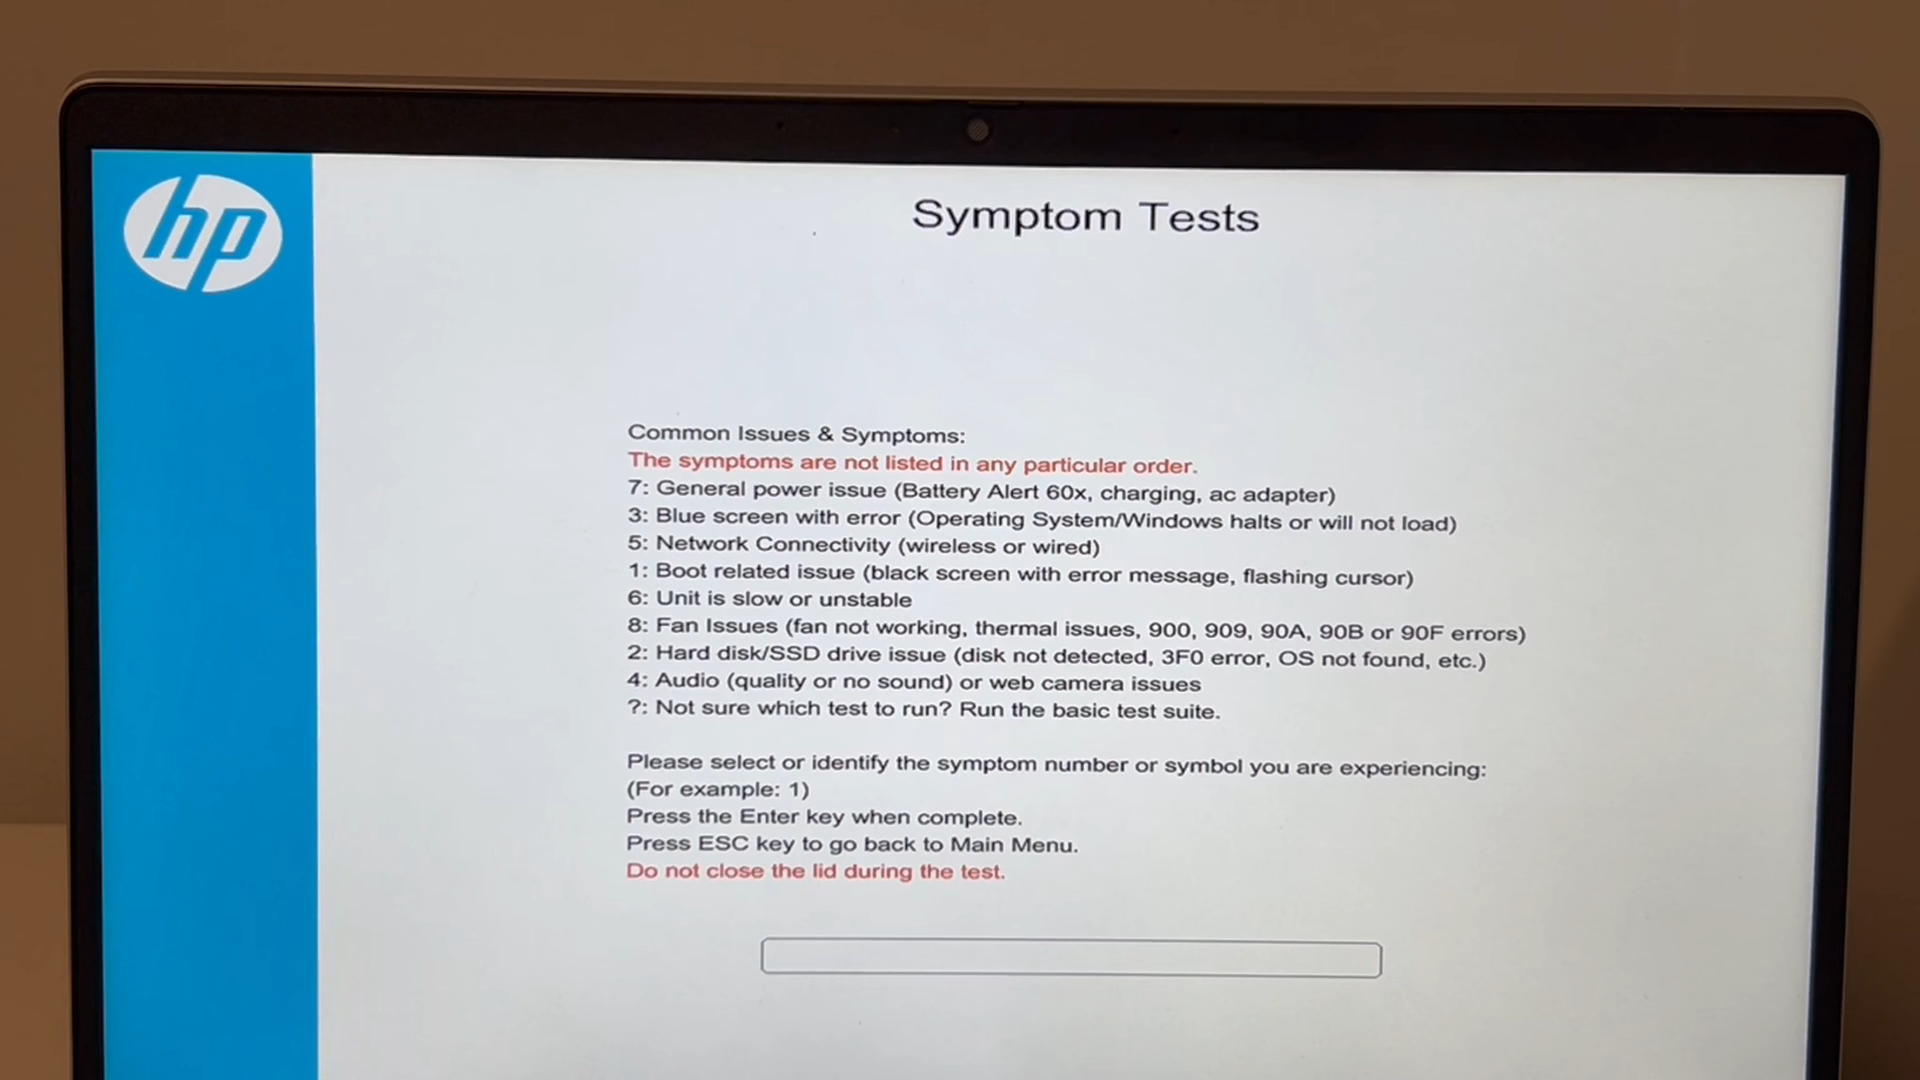 hp
Symptom Tests
Common Issues & Symptoms:
The symptoms are not listed in any particular order.
7: General power issue (Battery Alert 60x, charging, ac adapter)
3: Blue screen with error (Operating System/Windows halts or will not load)
5: Network Connectivity (wireless or wired)
1: Boot related issue (black screen with error message, flashing cursor)
6: Unit is slow or unstable
8: Fan Issues (fan not working, thermal issues, 900, 909, 90A, 90B or 90F errors)
2: Hard disk/SSD drive issue (disk not detected, 3F0 error, OS not found, etc.)
4: Audio (quality or no sound) or web camera issues
?: Not sure which test to run? Run the basic test suite.
Please select or identify the symptom number or symbol you are experiencing:
(For example: 1)
Press the Enter key when complete.
Press ESC key to go back to Main Menu.
Do not close the lid during the test.